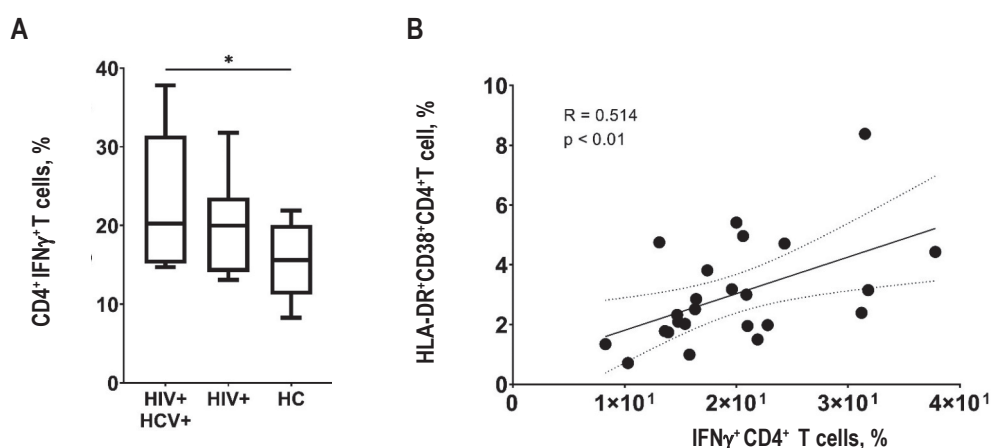 A
CD4⁺IFNγ⁺T cells, %
40
30
20
10
0
*
HIV+
HCV+
HIV+
HC
B
HLA-DR⁺CD38⁺CD4⁺T cell, %
10
8
6
4
2
0
R = 0.514
p < 0.01
0
1×10¹
2×10¹
3×10¹
4×10¹
IFNγ⁺CD4⁺ T cells, %